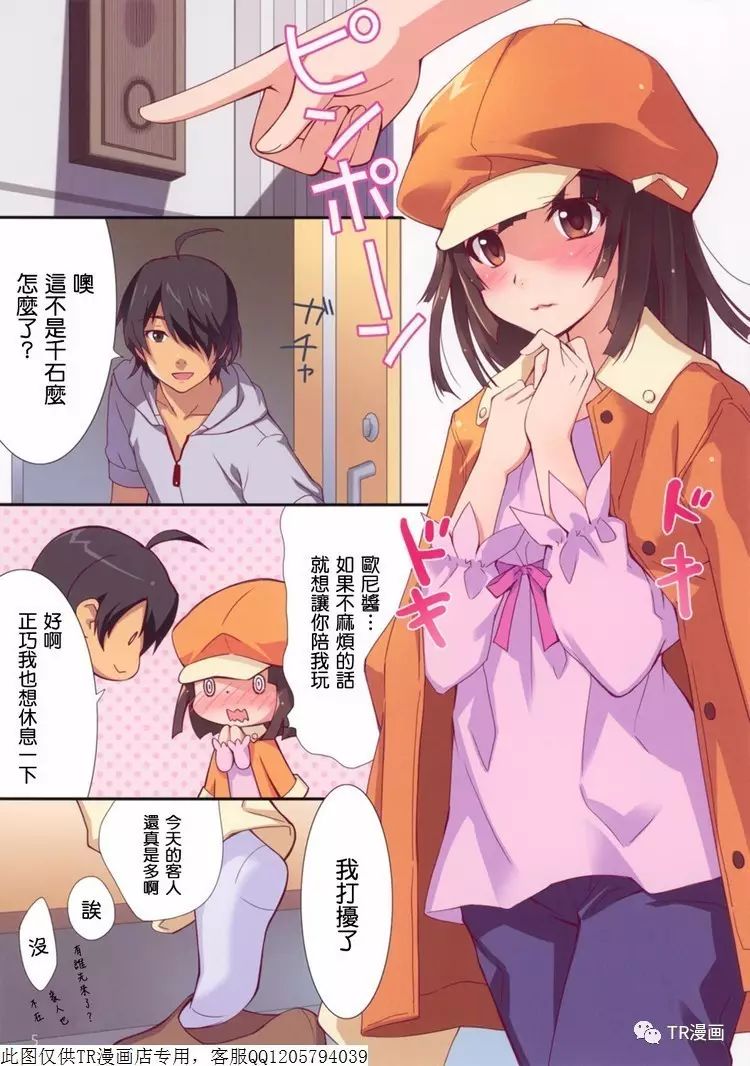 ピンポーン
噢
這不是千石麼
怎麼了？
ガチャ
ドキ
ドキ
歐尼醬…
如果不麻煩的話
就想讓你陪我玩
好啊
正巧我也想休息一下
我打擾了
今天的客人
還真是多啊
誒
有誰先來了？
沒
家人也
不在
5
TR漫画
此图仅供TR漫画店专用，客服QQ1205794039